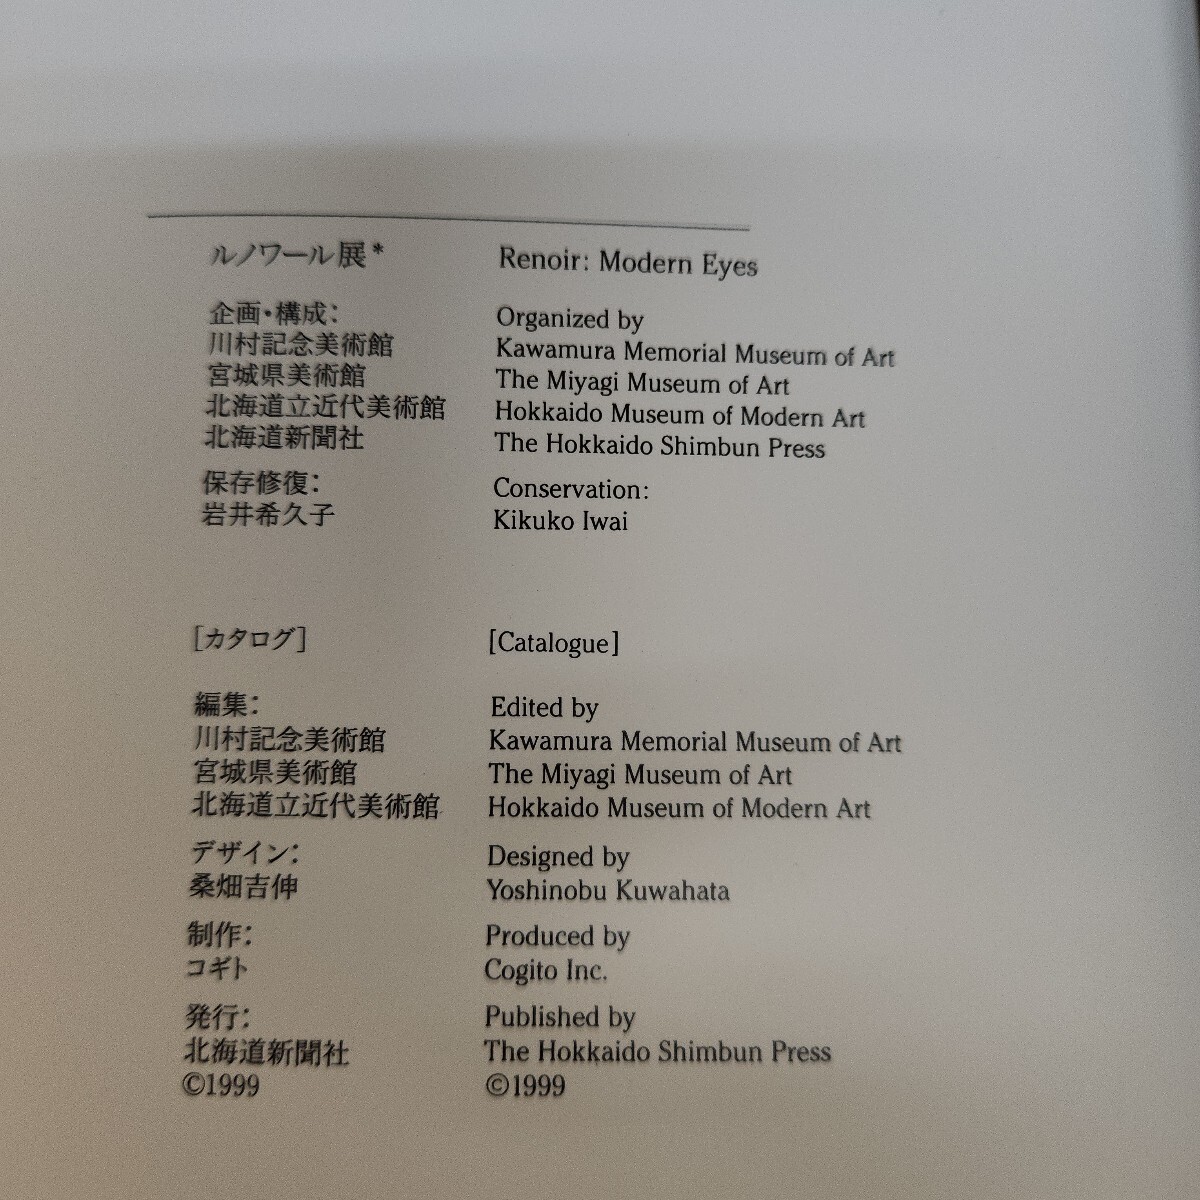 ルノワール展*
企画・構成:
川村記念美術館
宮城県美術館
北海道立近代美術館
北海道新聞社
保存修復:
岩井希久子
[カタログ]
編集:
川村記念美術館
宮城県美術館
北海道立近代美術館
デザイン:
桑畑吉伸
制作:
コギト
発行:
北海道新聞社
©1999
Renoir: Modern Eyes
Organized by
Kawamura Memorial Museum of Art
The Miyagi Museum of Art
Hokkaido Museum of Modern Art
The Hokkaido Shimbun Press
Conservation:
Kikuko Iwai
[Catalogue]
Edited by
Kawamura Memorial Museum of Art
The Miyagi Museum of Art
Hokkaido Museum of Modern Art
Designed by
Yoshinobu Kuwahata
Produced by
Cogito Inc.
Published by
The Hokkaido Shimbun Press
©1999